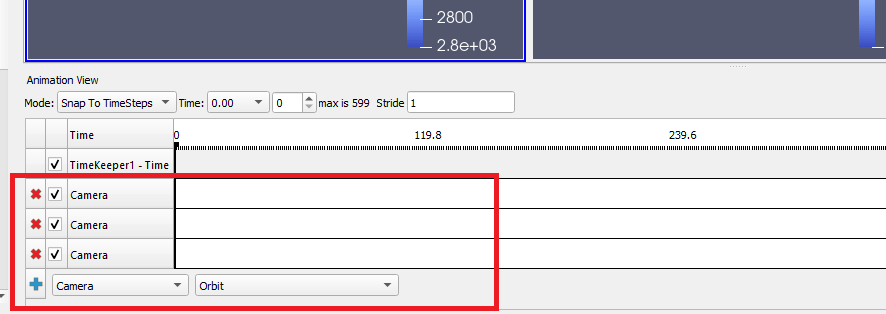 2800
2.8e+03
Animation View
Mode: Snap To TimeSteps Time: 0.00 0 max is 599 Stride 1
Time 0 119.8 239.6
TimeKeeper1 - Time
Camera
Camera
Camera
Camera Orbit